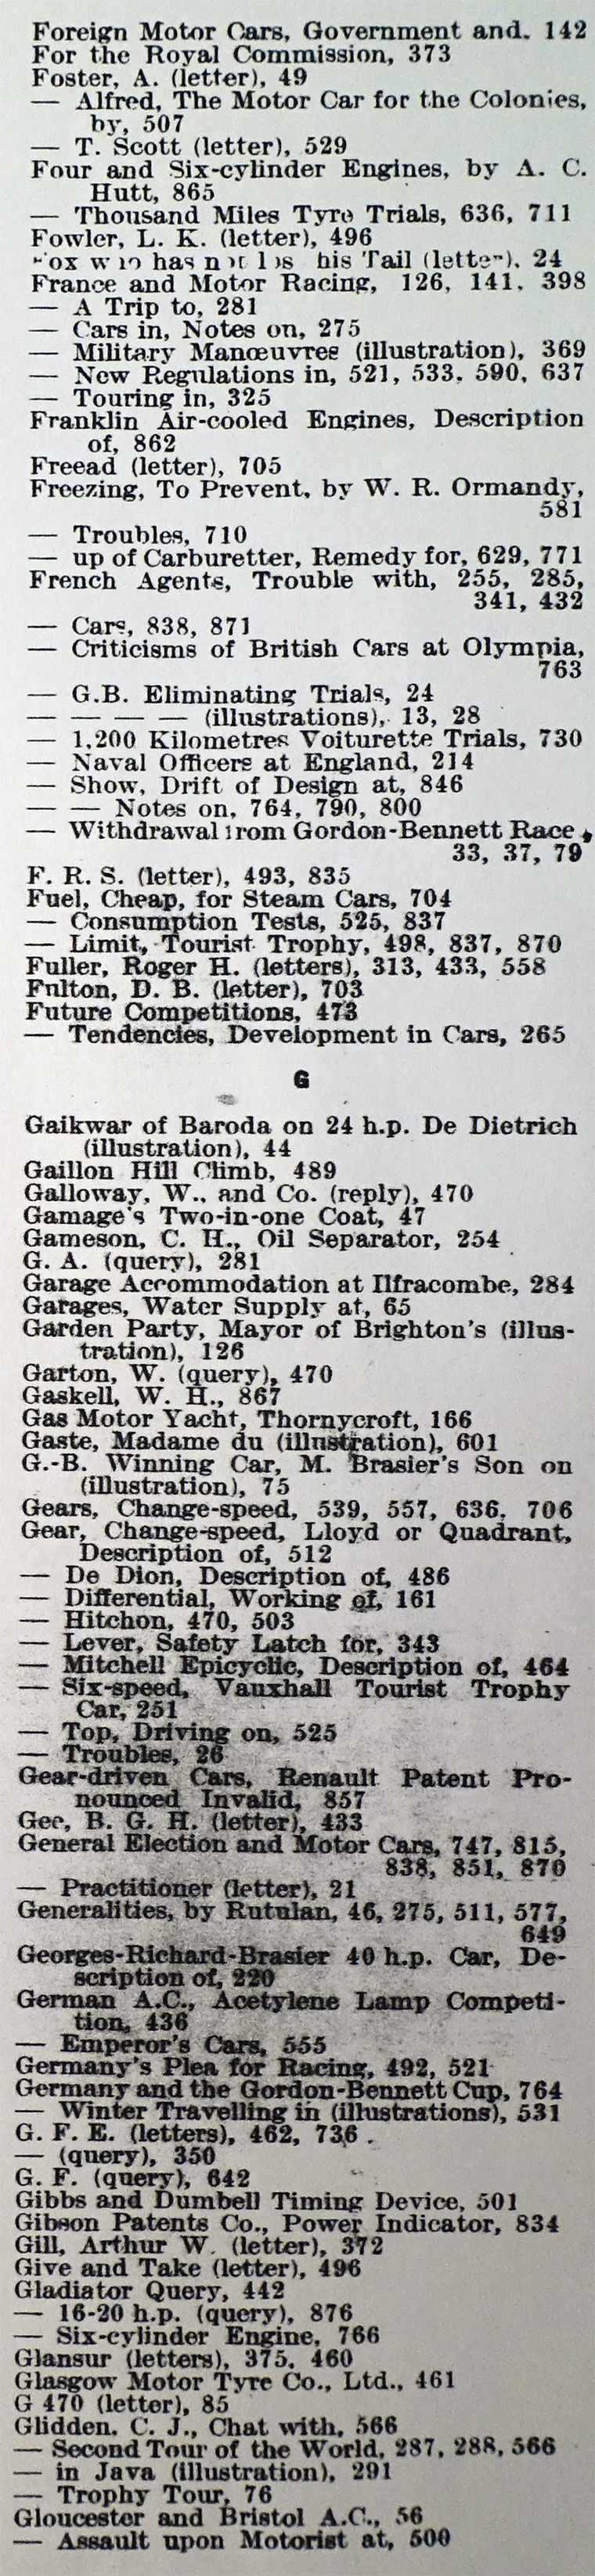 Foreign Motor Cars, Government and. 142
For the Royal Commission, 373
Foster, A. (letter), 49
— Alfred, The Motor Car for the Colonies,
by, 507
— T. Scott (letter), 529
Four and Six-cylinder Engines, by A. C.
Hutt, 865
— Thousand Miles Tyre Trials, 636, 711
Fowler, L. K. (letter), 496
has his Tail (letter), 24
France and Motor Racing, 126, 141, 398
— A Trip to, 281
— Cars in, Notes on, 275
— Military Manœuvres (illustration), 369
— New Regulations in, 521, 533, 590, 637
— Touring in, 325
Franklin Air-cooled Engines, Description
of, 862
Freead (letter), 705
Freezing, To Prevent, by W. R. Ormandy,
581
— Troubles, 710
— up of Carburetter, Remedy for, 629, 771
French Agents, Trouble with, 255, 285,
341, 432
— Cars, 838, 871
— Criticisms of British Cars at Olympia,
763
— G.B. Eliminating Trials, 24
— — — — (illustrations), 13, 28
— 1,200 Kilometres Voiturette Trials, 730
— Naval Officers at England, 214
— Show, Drift of Design at, 846
— — Notes on, 764, 790, 800
— Withdrawal from Gordon-Bennett Race,
33, 37, 79
F. R. S. (letter), 493, 835
Fuel, Cheap, for Steam Cars, 704
— Consumption Tests, 525, 837
— Limit, Tourist Trophy, 498, 837, 870
Fuller, Roger H. (letters), 313, 433, 558
Fulton, D. B. (letter), 703
Future Competitions, 473
— Tendencies, Development in Cars, 265
G
Gaikwar of Baroda on 24 h.p. De Dietrich
(illustration), 44
Gaillon Hill Climb, 489
Galloway, W., and Co. (reply), 470
Gamage's Two-in-one Coat, 47
Gameson, C. H., Oil Separator, 254
G. A. (query), 281
Garage Accommodation at Ilfracombe, 284
Garages, Water Supply at, 65
Garden Party, Mayor of Brighton's (illus-
tration), 126
Garton, W. (query), 470
Gaskell, W. H., 867
Gas Motor Yacht, Thornycroft, 166
Gaste, Madame du (illustration), 601
G.-B. Winning Car, M. Brasier's Son on
(illustration), 75
Gears, Change-speed, 539, 557, 636, 706
Gear, Change-speed, Lloyd or Quadrant,
Description of, 512
— De Dion, Description of, 486
— Differential, Working of, 161
— Hitchon, 470, 503
— Lever, Safety Latch for, 343
— Mitchell Epicyclic, Description of, 464
— Six-speed, Vauxhall Tourist Trophy
Car, 251
— Top, Driving on, 525
— Troubles, 26
Gear-driven Cars, Renault Patent Pro-
nounced Invalid, 857
Gee, B. G. H. (letter), 433
General Election and Motor Cars, 747, 815,
838, 851, 870
— Practitioner (letter), 21
Generalities, by Rutulan, 46, 275, 511, 577,
649
Georges-Richard-Brasier 40 h.p. Car, De-
scription of, 220
German A.C., Acetylene Lamp Competi-
tion, 436
— Emperor's Cars, 555
Germany's Plea for Racing, 492, 521
Germany and the Gordon-Bennett Cup, 764
— Winter Travelling in (illustrations), 531
G. F. E. (letters), 462, 736.
— (query), 350
G. F. (query), 642
Gibbs and Dumbell Timing Device, 501
Gibson Patents Co., Power Indicator, 834
Gill, Arthur W. (letter), 372
Give and Take (letter), 496
Gladiator Query, 442
— 16-20 h.p. (query), 876
— Six-cylinder Engine, 766
Glansur (letters), 375, 460
Glasgow Motor Tyre Co., Ltd., 461
G 470 (letter), 85
Glidden, C. J., Chat with, 566
— Second Tour of the World, 287, 288, 566
— in Java (illustration), 291
— Trophy Tour, 76
Gloucester and Bristol A.C., 56
— Assault upon Motorist at, 500